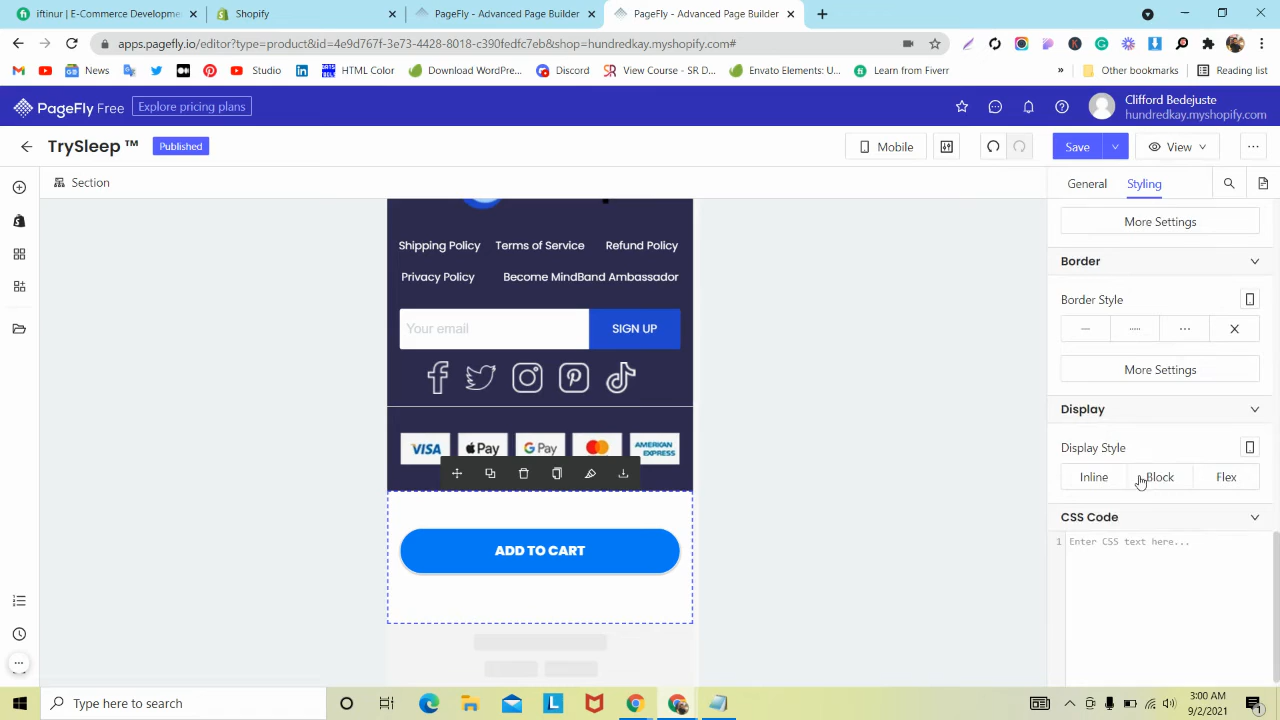 iftinur | E-Commerce Development
Shopify
PageFly - Advanced Page Builder
PageFly - Advanced Page Builder
apps.pagefly.io/editor?type=product&id=4e9d767f-3e73-4428-8018-c390fedfc7eb&shop=hundredkay.myshopify.com#
News
Studio
HTML Color
Download WordPre...
Discord
View Course - SR D...
Envato Elements: U...
Learn from Fiverr
Other bookmarks
Reading list
PageFly Free
Explore pricing plans
Clifford Bedejuste
hundredkay.myshopify.com
TrySleep ™
Published
Mobile
Save
View
Section
General
Styling
More Settings
Border
Border Style
More Settings
Display
Display Style
Inline
Block
Flex
CSS Code
1 Enter CSS text here...
Shipping Policy
Terms of Service
Refund Policy
Privacy Policy
Become MindBand Ambassador
Your email
SIGN UP
VISA
Pay
G Pay
mastercard
AMERICAN EXPRESS
ADD TO CART
Type here to search
3:00 AM
9/2/2021